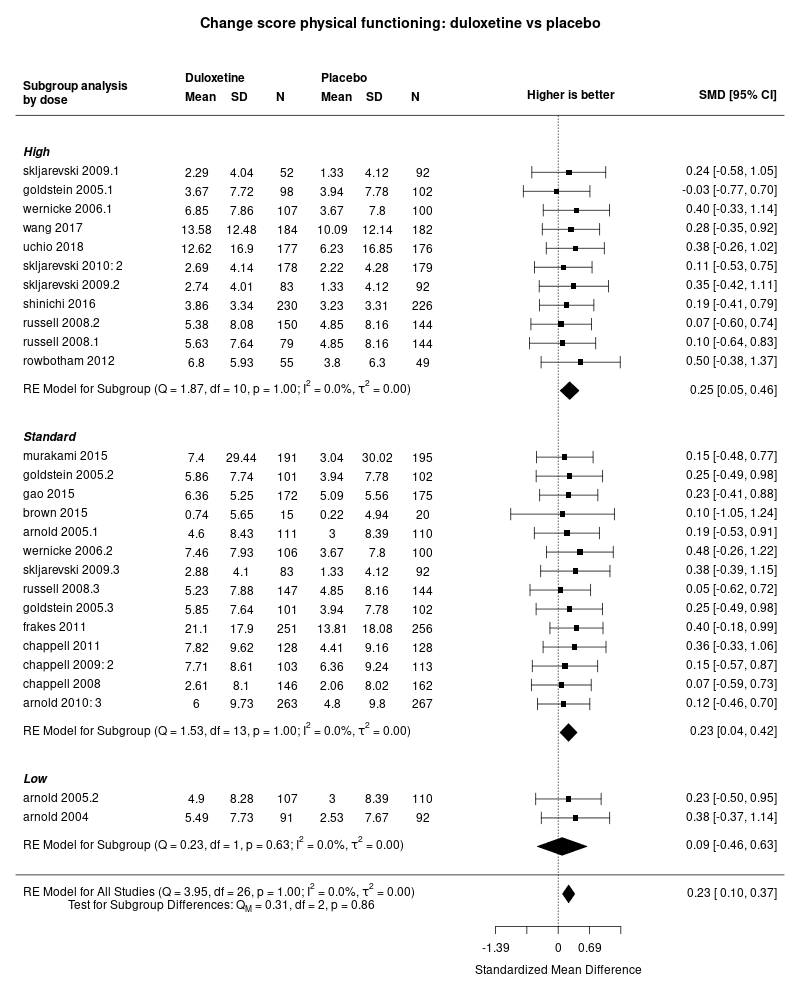 Change score physical functioning: duloxetine vs placebo
Duloxetine Placebo
Subgroup analysis by dose Mean SD N Mean SD N Higher is better SMD [95% CI]
High
skljarevski 2009.1 2.29 4.04 52 1.33 4.12 92 0.24 [-0.58, 1.05]
goldstein 2005.1 3.67 7.72 98 3.94 7.78 102 -0.03 [-0.77, 0.70]
wernicke 2006.1 6.85 7.86 107 3.67 7.8 100 0.40 [-0.33, 1.14]
wang 2017 13.58 12.48 184 10.09 12.14 182 0.28 [-0.35, 0.92]
uchio 2018 12.62 16.9 177 6.23 16.85 176 0.38 [-0.26, 1.02]
skljarevski 2010: 2 2.69 4.14 178 2.22 4.28 179 0.11 [-0.53, 0.75]
skljarevski 2009.2 2.74 4.01 83 1.33 4.12 92 0.35 [-0.42, 1.11]
shinichi 2016 3.86 3.34 230 3.23 3.31 226 0.19 [-0.41, 0.79]
russell 2008.2 5.38 8.08 150 4.85 8.16 144 0.07 [-0.60, 0.74]
russell 2008.1 5.63 7.64 79 4.85 8.16 144 0.10 [-0.64, 0.83]
rowbotham 2012 6.8 5.93 55 3.8 6.3 49 0.50 [-0.38, 1.37]
RE Model for Subgroup (Q = 1.87, df = 10, p = 1.00; I² = 0.0%, τ² = 0.00) 0.25 [0.05, 0.46]
Standard
murakami 2015 7.4 29.44 191 3.04 30.02 195 0.15 [-0.48, 0.77]
goldstein 2005.2 5.86 7.74 101 3.94 7.78 102 0.25 [-0.49, 0.98]
gao 2015 6.36 5.25 172 5.09 5.56 175 0.23 [-0.41, 0.88]
brown 2015 0.74 5.65 15 0.22 4.94 20 0.10 [-1.05, 1.24]
arnold 2005.1 4.6 8.43 111 3 8.39 110 0.19 [-0.53, 0.91]
wernicke 2006.2 7.46 7.93 106 3.67 7.8 100 0.48 [-0.26, 1.22]
skljarevski 2009.3 2.88 4.1 83 1.33 4.12 92 0.38 [-0.39, 1.15]
russell 2008.3 5.23 7.88 147 4.85 8.16 144 0.05 [-0.62, 0.72]
goldstein 2005.3 5.85 7.64 101 3.94 7.78 102 0.25 [-0.49, 0.98]
frakes 2011 21.1 17.9 251 13.81 18.08 256 0.40 [-0.18, 0.99]
chappell 2011 7.82 9.62 128 4.41 9.16 128 0.36 [-0.33, 1.06]
chappell 2009: 2 7.71 8.61 103 6.36 9.24 113 0.15 [-0.57, 0.87]
chappell 2008 2.61 8.1 146 2.06 8.02 162 0.07 [-0.59, 0.73]
arnold 2010: 3 6 9.73 263 4.8 9.8 267 0.12 [-0.46, 0.70]
RE Model for Subgroup (Q = 1.53, df = 13, p = 1.00; I² = 0.0%, τ² = 0.00) 0.23 [0.04, 0.42]
Low
arnold 2005.2 4.9 8.28 107 3 8.39 110 0.23 [-0.50, 0.95]
arnold 2004 5.49 7.73 91 2.53 7.67 92 0.38 [-0.37, 1.14]
RE Model for Subgroup (Q = 0.23, df = 1, p = 0.63; I² = 0.0%, τ² = 0.00) 0.09 [-0.46, 0.63]
RE Model for All Studies (Q = 3.95, df = 26, p = 1.00; I² = 0.0%, τ² = 0.00) 0.23 [ 0.10, 0.37]
Test for Subgroup Differences: Q_M = 0.31, df = 2, p = 0.86
-1.39 0 0.69
Standardized Mean Difference